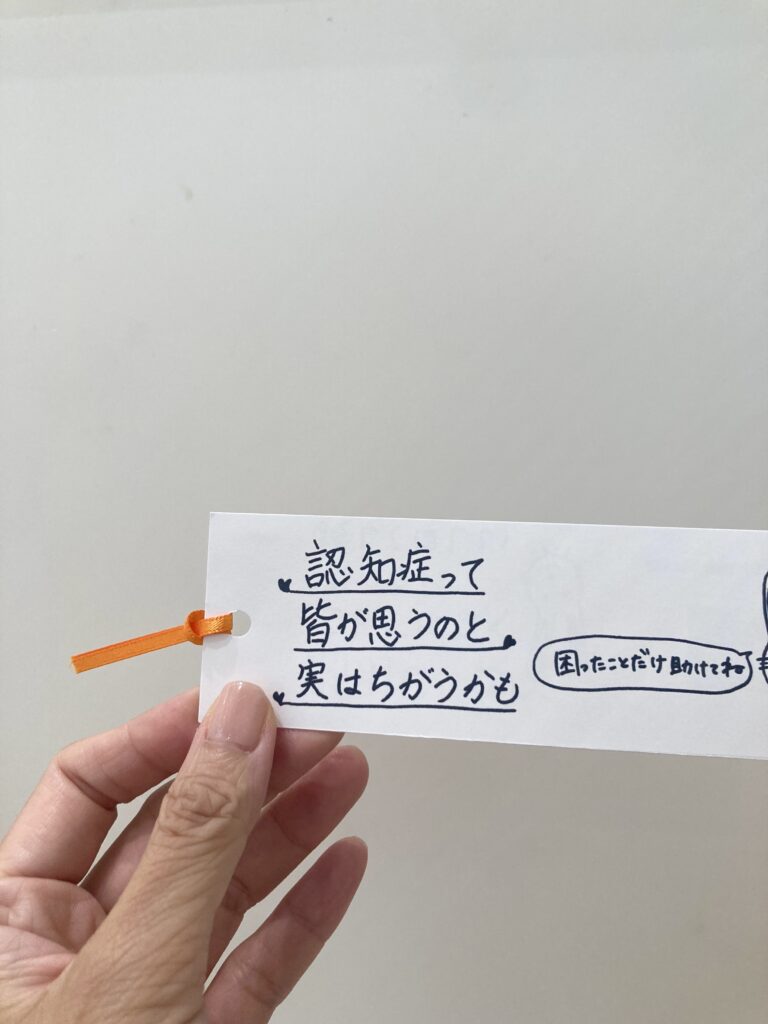 認知症って
皆が思うのと
実はちがうかも
困ったことだけ助けてね